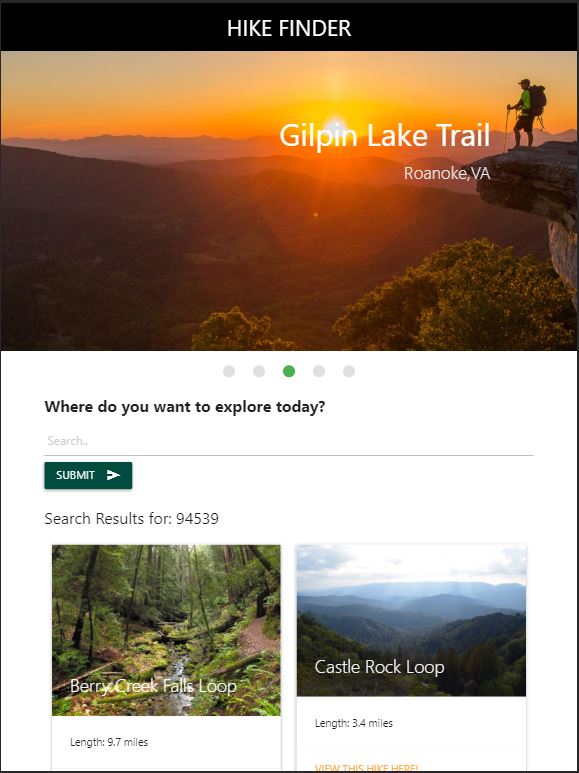 HIKE FINDER
Gilpin Lake Trail
Roanoke,VA
Where do you want to explore today?
Search..
SUBMIT
Search Results for: 94539
Berry Creek Falls Loop
Castle Rock Loop
Length: 9.7 miles
Length: 3.4 miles
VIEW THIS HIKE HERE!